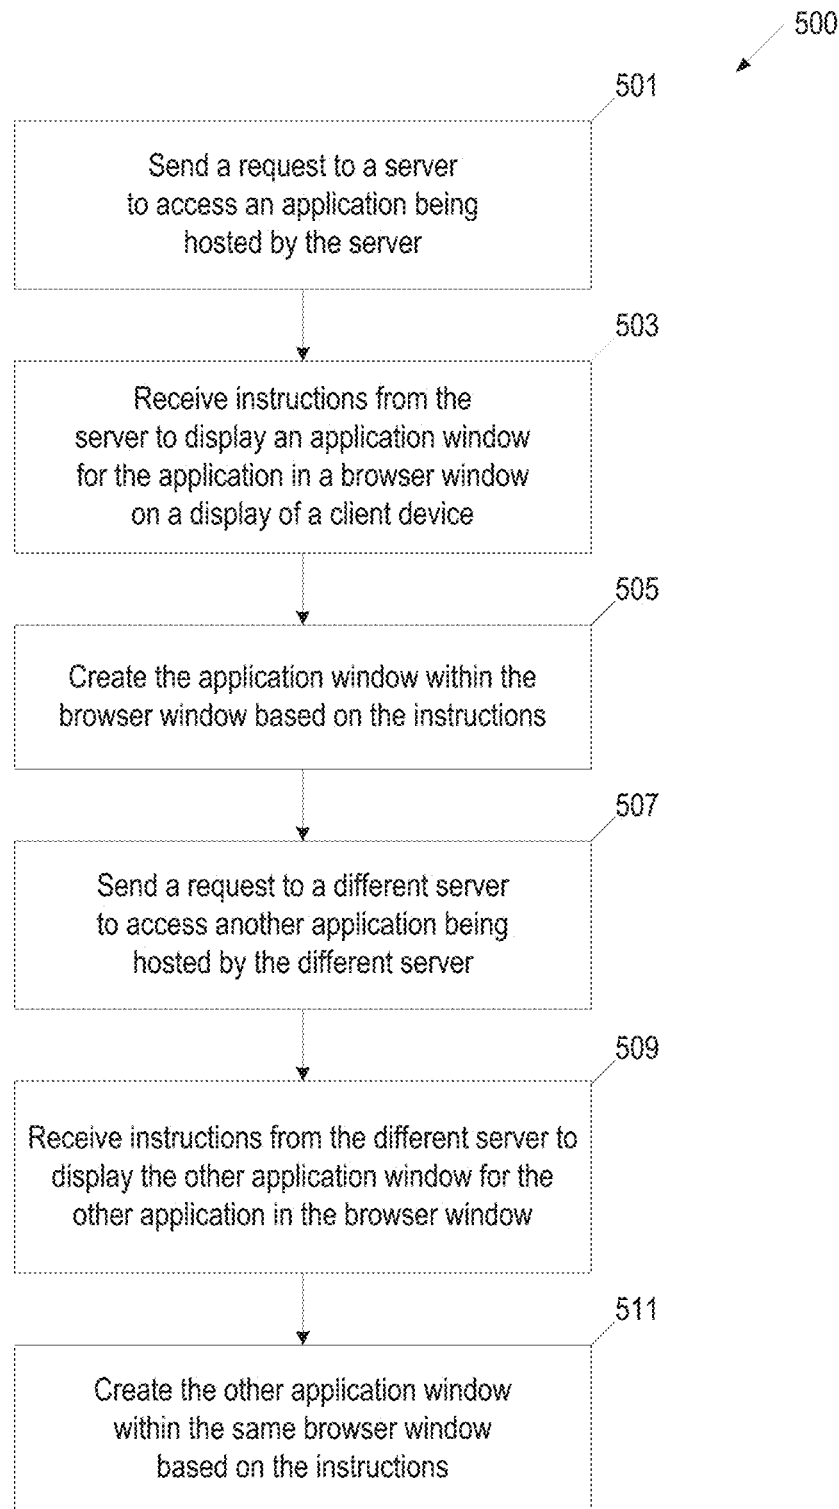 500
501
Send a request to a server
to access an application being
hosted by the server
503
Receive instructions from the
server to display an application window
for the application in a browser window
on a display of a client device
505
Create the application window within the
browser window based on the instructions
507
Send a request to a different server
to access another application being
hosted by the different server
509
Receive instructions from the different server to
display the other application window for the
other application in the browser window
511
Create the other application window
within the same browser window
based on the instructions